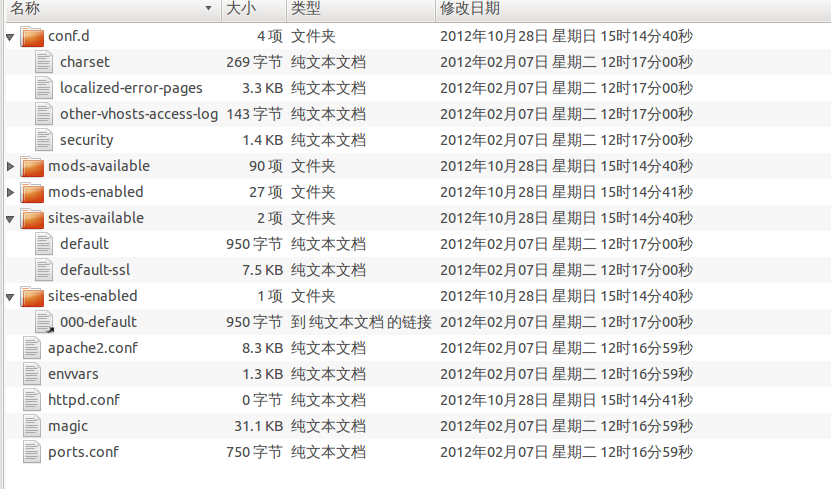 名称 大小 类型 修改日期
conf.d 4 项 文件夹 2012年10月28日 星期日 15时14分40秒
charset 269 字节 纯文本文档 2012年02月07日 星期二 12时17分00秒
localized-error-pages 3.3 KB 纯文本文档 2012年02月07日 星期二 12时17分00秒
other-vhosts-access-log 143 字节 纯文本文档 2012年02月07日 星期二 12时17分00秒
security 1.4 KB 纯文本文档 2012年02月07日 星期二 12时17分00秒
mods-available 90 项 文件夹 2012年10月28日 星期日 15时14分40秒
mods-enabled 27 项 文件夹 2012年10月28日 星期日 15时14分41秒
sites-available 2 项 文件夹 2012年10月28日 星期日 15时14分40秒
default 950 字节 纯文本文档 2012年02月07日 星期二 12时17分00秒
default-ssl 7.5 KB 纯文本文档 2012年02月07日 星期二 12时17分00秒
sites-enabled 1 项 文件夹 2012年10月28日 星期日 15时14分40秒
000-default 950 字节 到 纯文本文档 的链接 2012年02月07日 星期二 12时17分00秒
apache2.conf 8.3 KB 纯文本文档 2012年02月07日 星期二 12时16分59秒
envvars 1.3 KB 纯文本文档 2012年02月07日 星期二 12时16分59秒
httpd.conf 0 字节 纯文本文档 2012年10月28日 星期日 15时14分41秒
magic 31.1 KB 纯文本文档 2012年02月07日 星期二 12时16分59秒
ports.conf 750 字节 纯文本文档 2012年02月07日 星期二 12时16分59秒